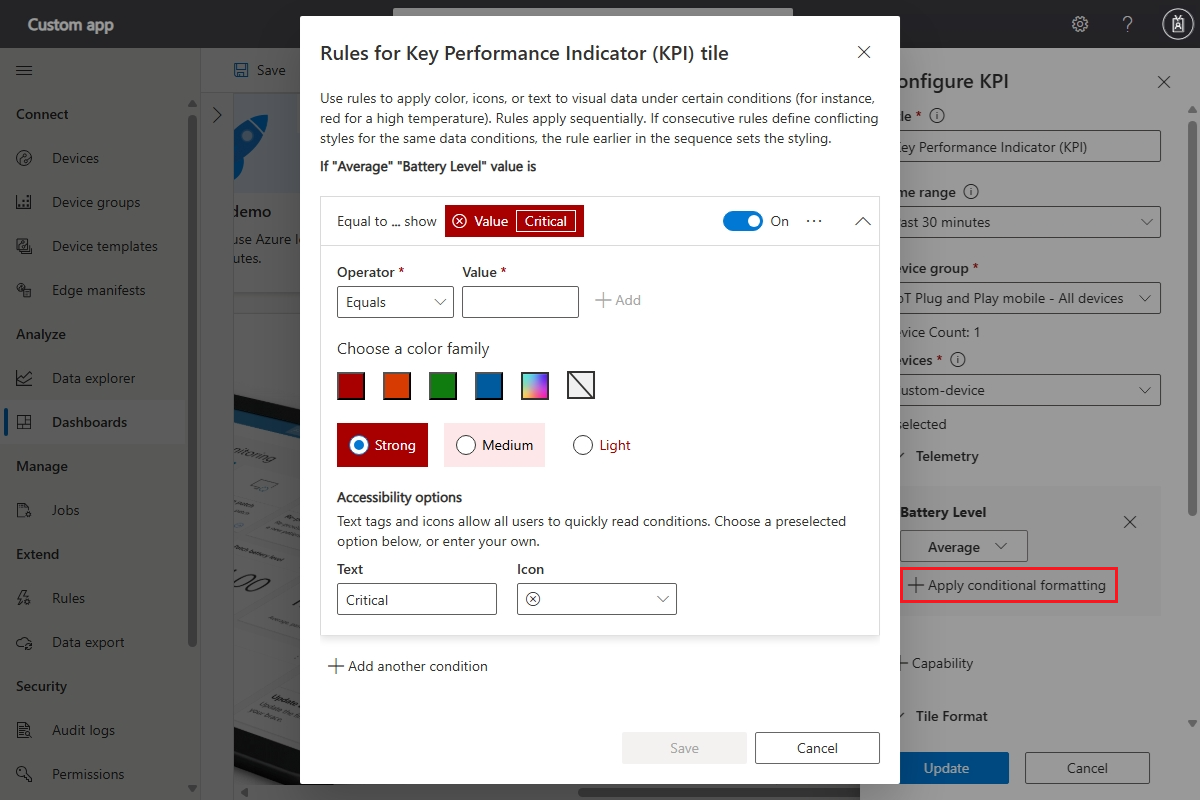 Custom app
Save
Connect
Devices
Device groups
Device templates
Edge manifests
Analyze
Data explorer
Dashboards
Manage
Jobs
Extend
Rules
Data export
Security
Audit logs
Permissions
demo
use Azure I
utes.
Rules for Key Performance Indicator (KPI) tile
Use rules to apply color, icons, or text to visual data under certain conditions (for instance,
red for a high temperature). Rules apply sequentially. If consecutive rules define conflicting
styles for the same data conditions, the rule earlier in the sequence sets the styling.
If "Average" "Battery Level" value is
Equal to ... show Value Critical On ...
Operator * Value *
Equals + Add
Choose a color family
Strong Medium Light
Accessibility options
Text tags and icons allow all users to quickly read conditions. Choose a preselected
option below, or enter your own.
Text Icon
Critical
+ Add another condition
Save Cancel
onfigure KPI
le *
ey Performance Indicator (KPI)
me range
ast 30 minutes
vice group *
oT Plug and Play mobile - All devices
vice Count: 1
vices *
ustom-device
selected
Telemetry
Battery Level
Average
+ Apply conditional formatting
+ Capability
Tile Format
Update Cancel